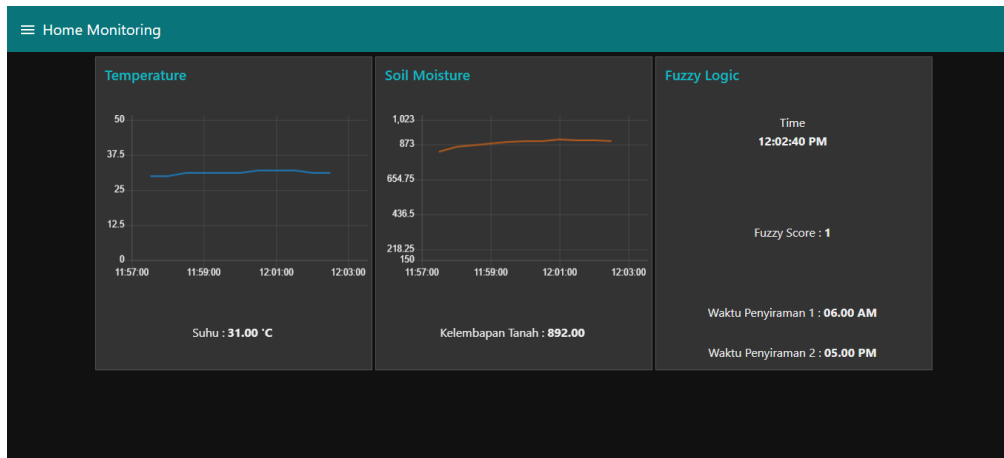 Home Monitoring
Temperature
50
37.5
25
12.5
0
11:57:00 11:59:00 12:01:00 12:03:00
Suhu : 31.00 °C
Soil Moisture
1,023
873
654.75
436.5
218.25
150
11:57:00 11:59:00 12:01:00 12:03:00
Kelembapan Tanah : 892.00
Fuzzy Logic
Time
12:02:40 PM
Fuzzy Score : 1
Waktu Penyiraman 1 : 06.00 AM
Waktu Penyiraman 2 : 05.00 PM